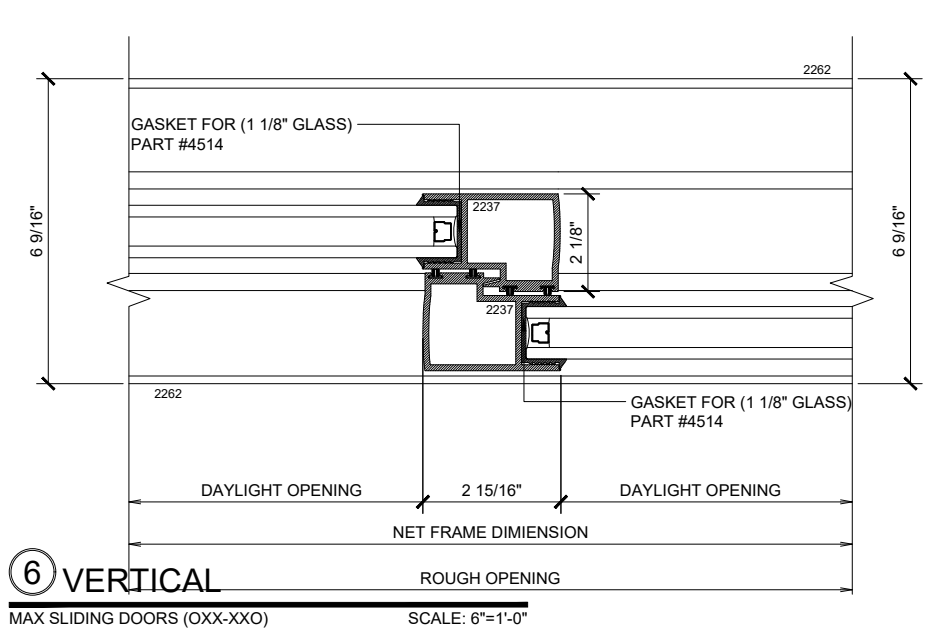 2262
GASKET FOR (1 1/8" GLASS)
PART #4514
2237
2 1/8"
6 9/16"
6 9/16"
2237
2262
GASKET FOR (1 1/8" GLASS)
PART #4514
DAYLIGHT OPENING
2 15/16"
DAYLIGHT OPENING
NET FRAME DIMIENSION
ROUGH OPENING
6 VERTICAL
MAX SLIDING DOORS (OXX-XXO)
SCALE: 6"=1'-0"